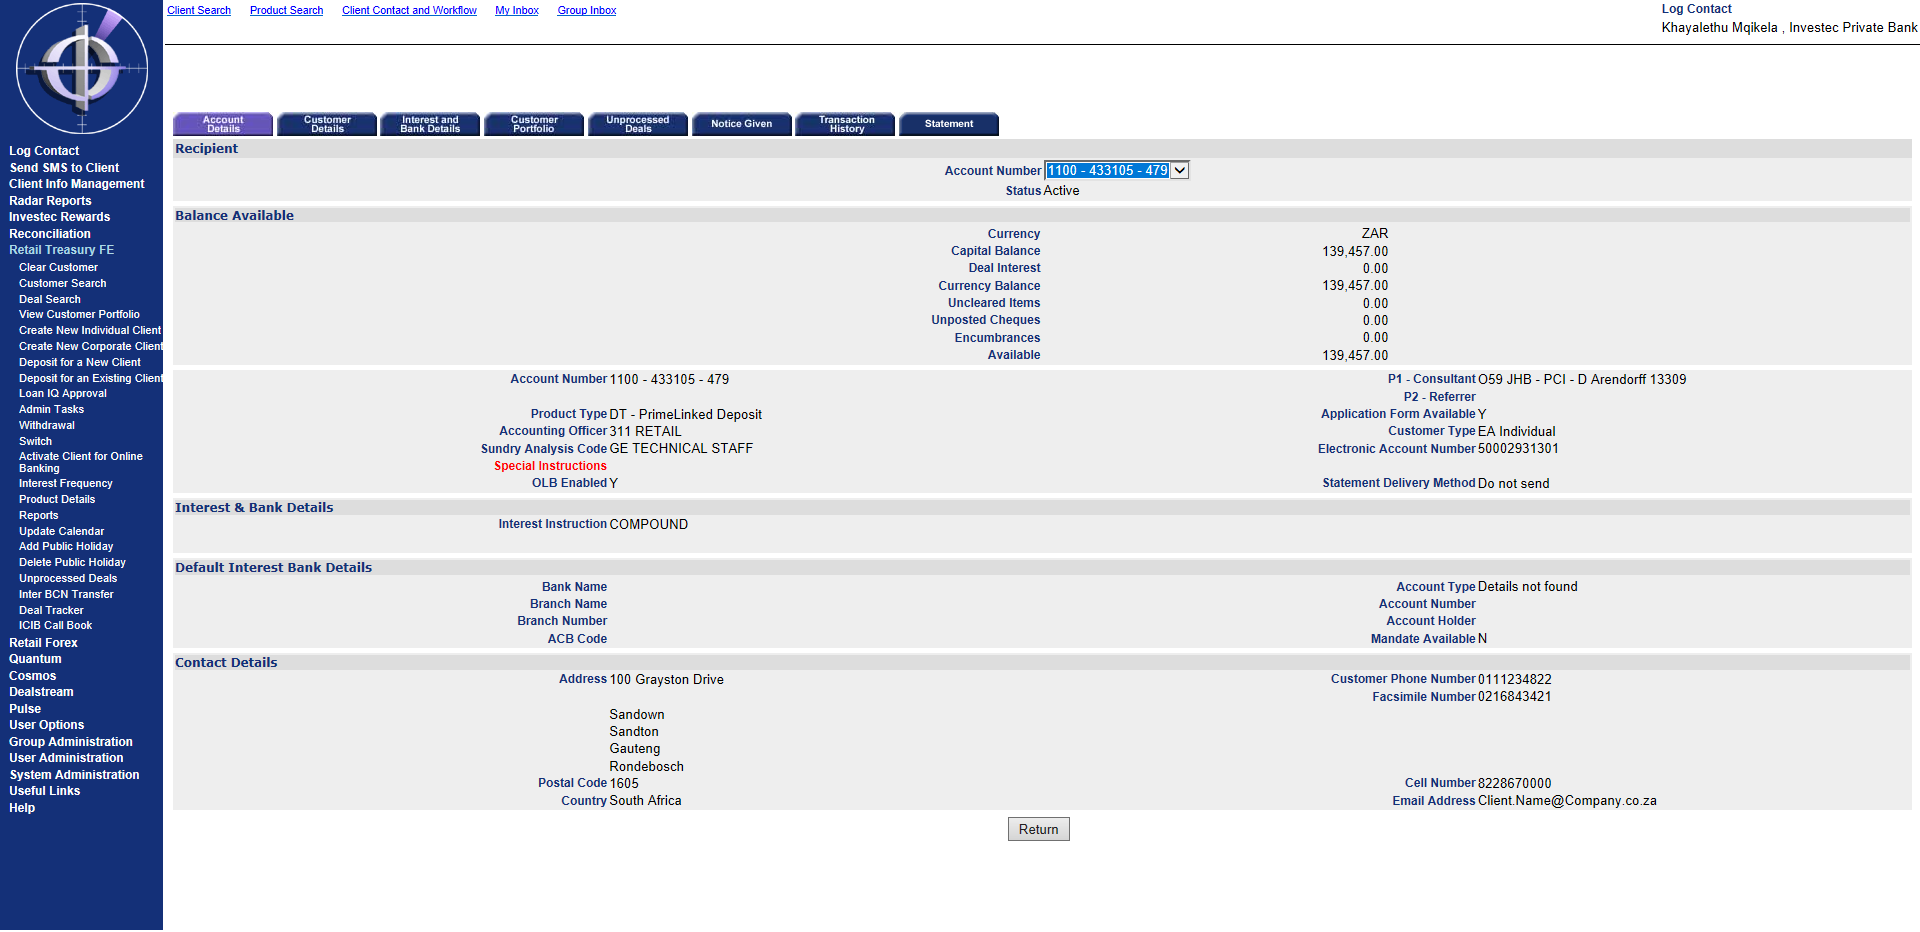 Client Search Product Search Client Contact and Workflow My Inbox Group Inbox
Log Contact
Khayalethu Mqikela , Investec Private Bank
Log Contact
Send SMS to Client
Client Info Management
Radar Reports
Investec Rewards
Reconciliation
Retail Treasury FE
Clear Customer
Customer Search
Deal Search
View Customer Portfolio
Create New Individual Client
Create New Corporate Client
Deposit for a New Client
Deposit for an Existing Client
Loan IQ Approval
Admin Tasks
Withdrawal
Switch
Activate Client for Online
Banking
Interest Frequency
Product Details
Reports
Update Calendar
Add Public Holiday
Delete Public Holiday
Unprocessed Deals
Inter BCN Transfer
Deal Tracker
ICIB Call Book
Retail Forex
Quantum
Cosmos
Dealstream
Pulse
User Options
Group Administration
User Administration
System Administration
Useful Links
Help
Account
Details
Customer
Details
Interest and
Bank Details
Customer
Portfolio
Unprocessed
Deals
Notice Given
Transaction
History
Statement
Recipient
Account Number 1100 - 433105 - 479
Status Active
Balance Available
Currency ZAR
Capital Balance 139,457.00
Deal Interest 0.00
Currency Balance 139,457.00
Uncleared Items 0.00
Unposted Cheques 0.00
Encumbrances 0.00
Available 139,457.00
Account Number 1100 - 433105 - 479 P1 - Consultant O59 JHB - PCI - D Arendorff 13309
P2 - Referrer
Product Type DT - PrimeLinked Deposit Application Form Available Y
Accounting Officer 311 RETAIL Customer Type EA Individual
Sundry Analysis Code GE TECHNICAL STAFF Electronic Account Number 50002931301
Special Instructions
OLB Enabled Y Statement Delivery Method Do not send
Interest & Bank Details
Interest Instruction COMPOUND
Default Interest Bank Details
Bank Name Account Type Details not found
Branch Name Account Number
Branch Number Account Holder
ACB Code Mandate Available N
Contact Details
Address 100 Grayston Drive Customer Phone Number 0111234822
Facsimile Number 0216843421
Sandown
Sandton
Gauteng
Rondebosch
Postal Code 1605 Cell Number 8228670000
Country South Africa Email Address Client.Name@Company.co.za
Return